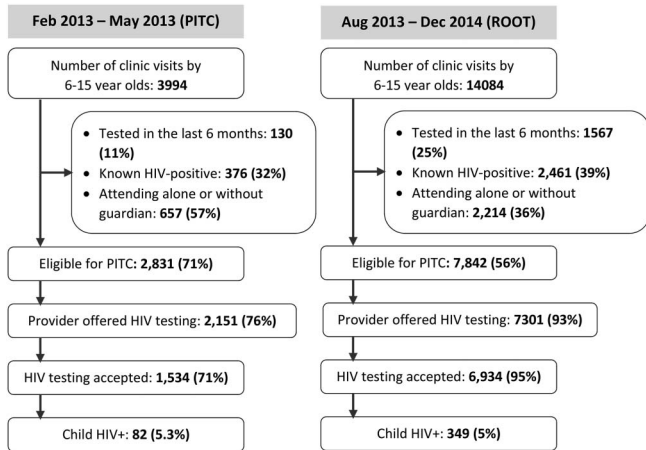 Feb 2013 – May 2013 (PITC)
Number of clinic visits by
6-15 year olds: 3994
• Tested in the last 6 months: 130
(11%)
• Known HIV-positive: 376 (32%)
• Attending alone or without
guardian: 657 (57%)
Eligible for PITC: 2,831 (71%)
Provider offered HIV testing: 2,151 (76%)
HIV testing accepted: 1,534 (71%)
Child HIV+: 82 (5.3%)
Aug 2013 – Dec 2014 (ROOT)
Number of clinic visits by
6-15 year olds: 14084
• Tested in the last 6 months: 1567
(25%)
• Known HIV-positive: 2,461 (39%)
• Attending alone or without
guardian: 2,214 (36%)
Eligible for PITC: 7,842 (56%)
Provider offered HIV testing: 7301 (93%)
HIV testing accepted: 6,934 (95%)
Child HIV+: 349 (5%)